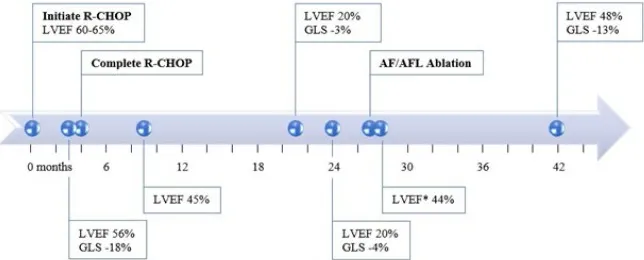 Initiate R-CHOP
LVEF 60-65%
Complete R-CHOP
LVEF 20%
GLS -3%
AF/AFL Ablation
LVEF 48%
GLS -13%
0 months
6
12
18
24
30
36
42
LVEF 56%
GLS -18%
LVEF 45%
LVEF 20%
GLS -4%
LVEF* 44%